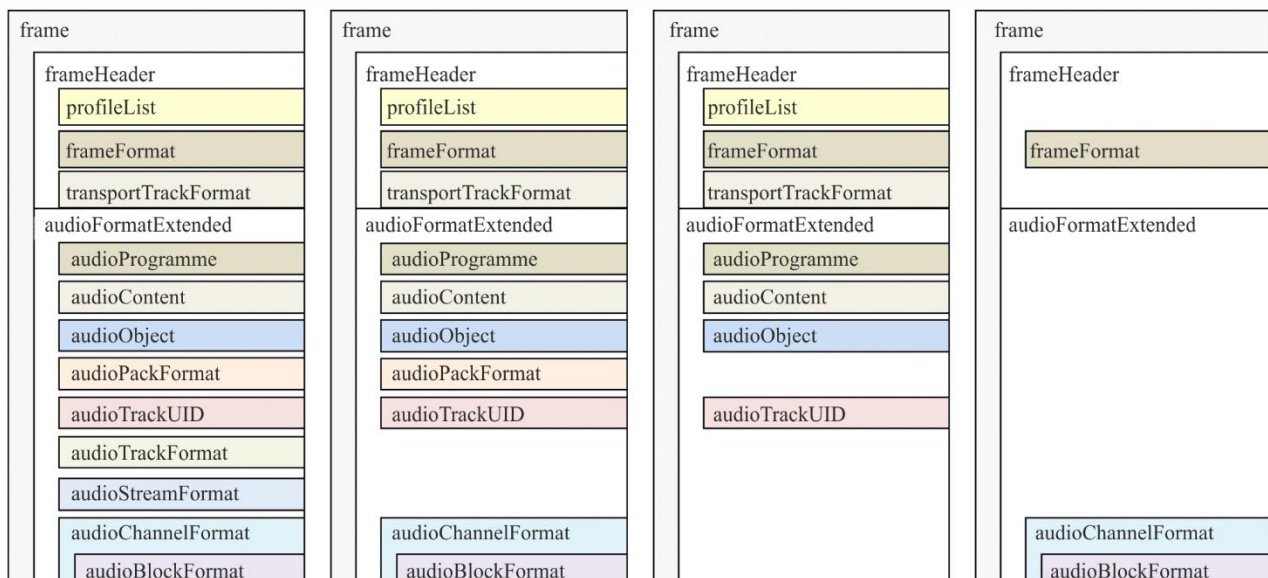 frame
frameHeader
profileList
frameFormat
transportTrackFormat
audioFormatExtended
audioProgramme
audioContent
audioObject
audioPackFormat
audioTrackUID
audioTrackFormat
audioStreamFormat
audioChannelFormat
audioBlockFormat
frame
frameHeader
profileList
frameFormat
transportTrackFormat
audioFormatExtended
audioProgramme
audioContent
audioObject
audioPackFormat
audioTrackUID
audioChannelFormat
audioBlockFormat
frame
frameHeader
profileList
frameFormat
transportTrackFormat
audioFormatExtended
audioProgramme
audioContent
audioObject
audioTrackUID
frame
frameHeader
frameFormat
audioFormatExtended
audioChannelFormat
audioBlockFormat